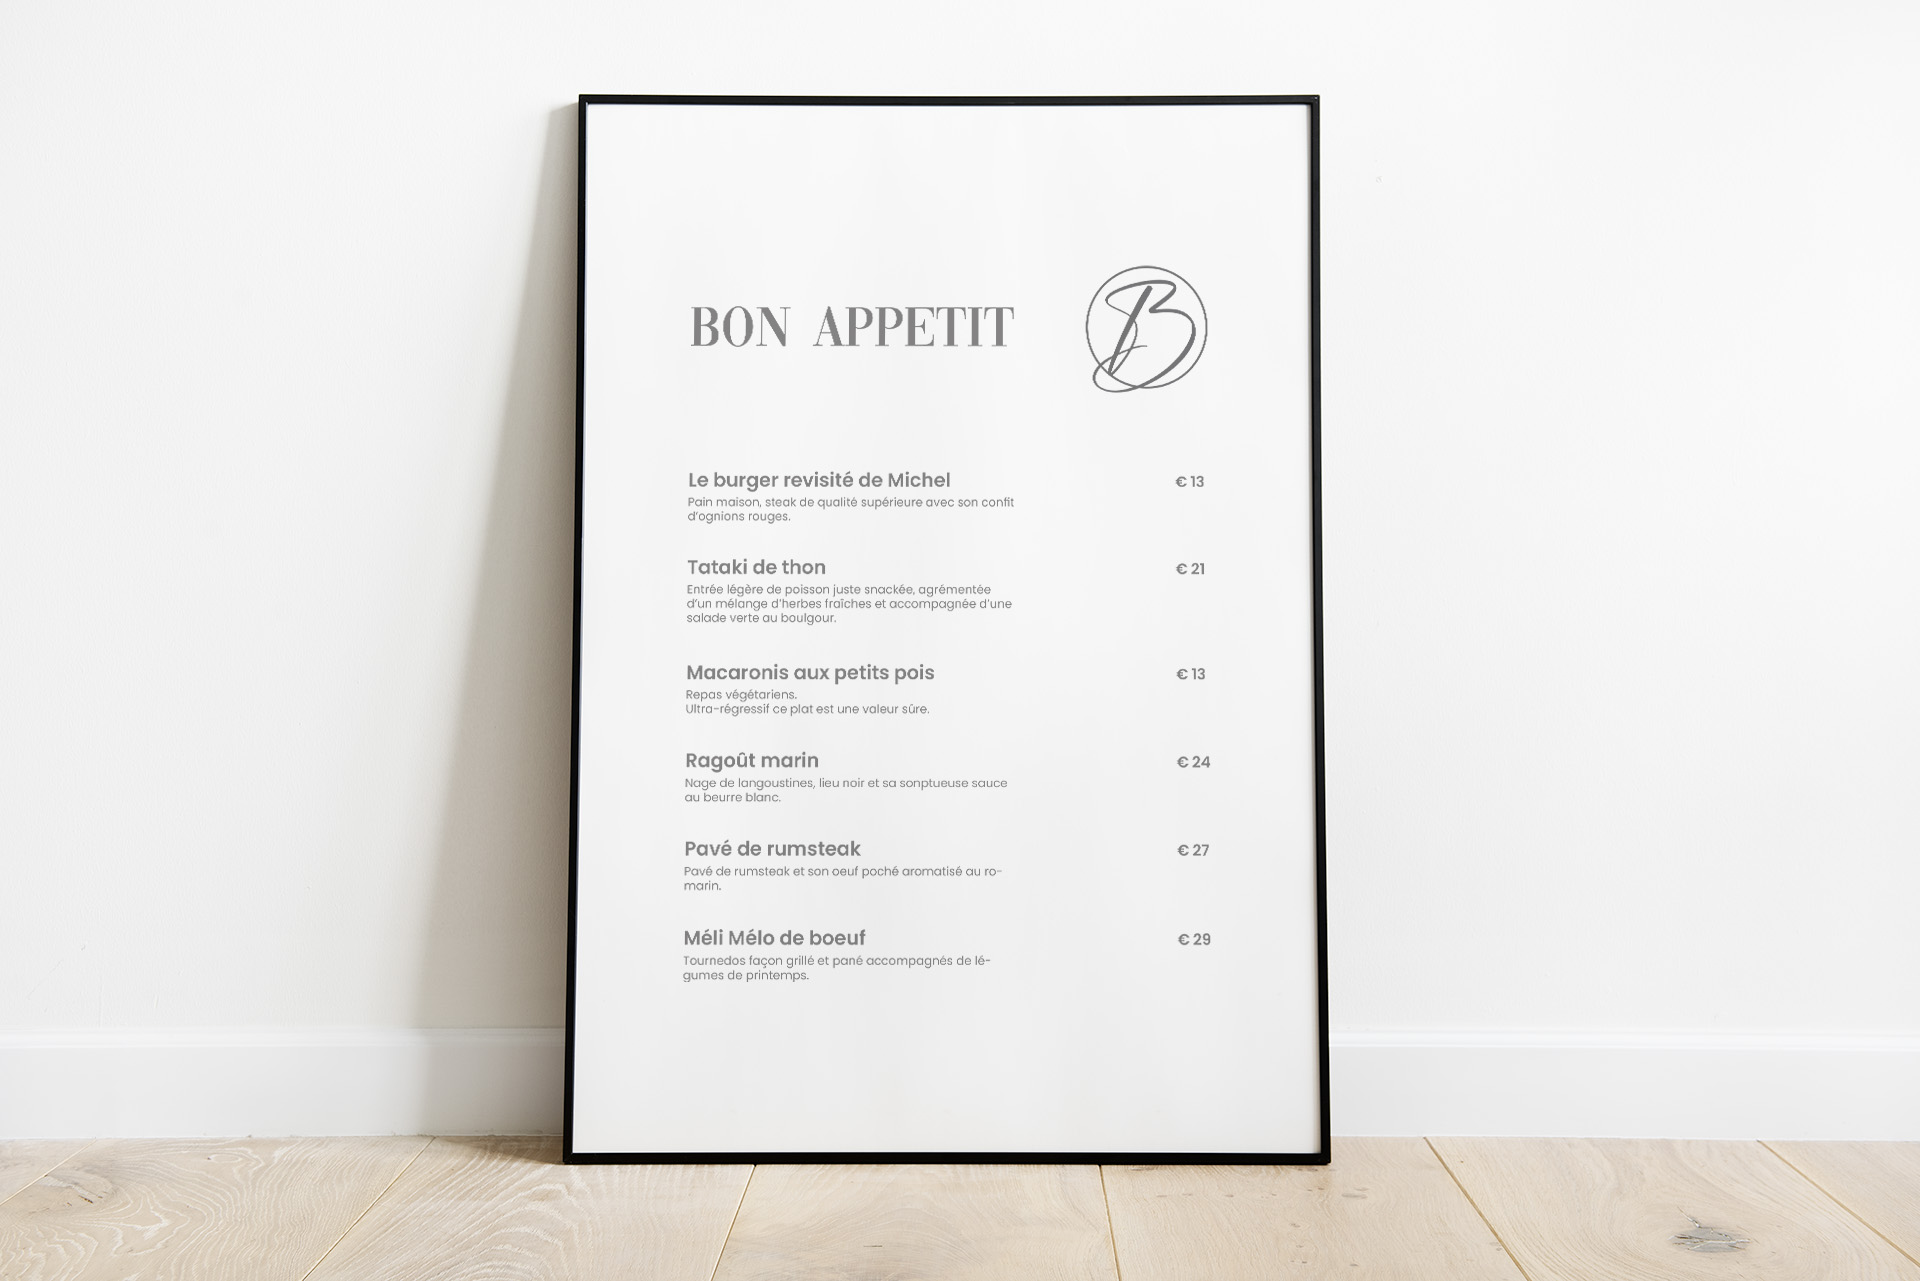 BON APPETIT
B
Le burger revisité de Michel € 13
Pain maison, steak de qualité supérieure avec son confit
d'ognions rouges.
Tataki de thon € 21
Entrée légère de poisson juste snackée, agrémentée
d'un mélange d'herbes fraîches et accompagnée d'une
salade verte au boulgour.
Macaronis aux petits pois € 13
Repas végétariens.
Ultra-régressif ce plat est une valeur sûre.
Ragoût marin € 24
Nage de langoustines, lieu noir et sa sonptueuse sauce
au beurre blanc.
Pavé de rumsteak € 27
Pavé de rumsteak et son oeuf poché aromatisé au ro-
marin.
Méli Mélo de boeuf € 29
Tournedos façon grillé et pané accompagnés de lé-
gumes de printemps.